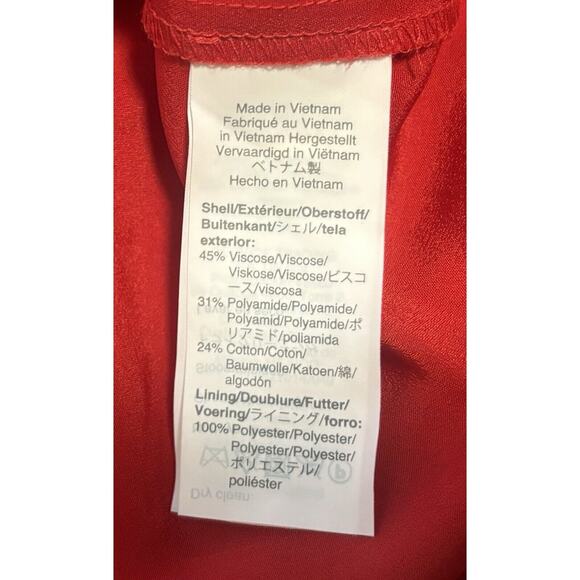 Made in Vietnam
Fabriqué au Vietnam
in Vietnam Hergestellt
Vervaardigd in Viëtnam
ベトナム製
Hecho en Vietnam
Shell/Extérieur/Oberstoff/
Buitenkant/シェル/tela
exterior:
45% Viscose/Viscose/
Viskose/Viscose/ビスコ
ース/viscosa
31% Polyamide/Polyamide/
Polyamid/Polyamide/ポ
リアミド/poliamida
24% Cotton/Coton/
Baumwolle/Katoen/綿/
algodón
Lining/Doublure/Futter/
Voering/ライニング/forro:
100% Polyester/Polyester/
Polyester/Polyester/
ポリエステル/
poliéster
Dry clean.